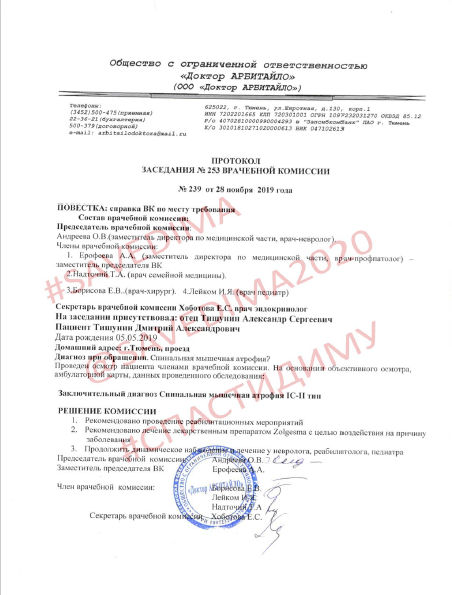 Общество с ограниченной ответственностью
«Доктор АРБИТАЙЛО»
(ООО «Доктор АРБИТАЙЛО»)
Телефоны:
(3452)500-475(приемная)
22-36-21(бухгалтерия)
500-379(договорной)
e-mail: arbitailodoktora@mail.ru
625022, г. Тюмень, ул.Широтная, д.130, корп.1
ИНН 7202201665 КПП 720301001 ОГРН 1097232031270 ОКВЭД 85.12
Р/с 40702810000990004293 в "Запсибкомбанк" ПАО г. Тюмень
К/с 30101810271020000613 БИК 047102613
ПРОТОКОЛ
ЗАСЕДАНИЯ № 253 ВРАЧЕБНОЙ КОМИССИИ
№ 239 от 28 ноября 2019 года
ПОВЕСТКА: справка ВК по месту требования
Состав врачебной комиссии:
Председатель врачебной комиссии:
Андреева О.В.(заместитель директора по медицинской части, врач-невролог)
Члены врачебной комиссии:
1. Ерофеева А.А. (заместитель директора по медицинской части, врач-профпатолог) –
заместитель председателя ВК
2.Надточий Т.А. (врач семейной медицины).
3.Борисова Е.В..(врач-хирург). 4.Лейком И.Я. (врач педиатр)
Секретарь врачебной комиссии Хоботова Е.С. врач эндокринолог
На заседании присутствовал: отец Тишунин Александр Сергеевич
Пациент Тишунин Дмитрий Александрович
Дата рождения 05.05.2019
Домашний адрес: г.Тюмень, проезд
Диагноз при обращении. Спинальная мышечная атрофия?
Проведен осмотр пациента членами врачебной комиссии. На основании объективного осмотра,
амбулаторной карты, данных проведенного обследования:
Заключительный диагноз Спинальная мышечная атрофия IC-II тип
РЕШЕНИЕ КОМИССИИ
1. Рекомендовано проведение реабилитационных мероприятий
2. Рекомендовано лечение лекарственным препаратом Zolgesma с целью воздействия на причину
заболевания
3. Продолжить динамическое наблюдение и лечение у невролога, реабилитолога, педиатра
Председатель врачебной комиссии: Андреева О.В.
Заместитель председателя ВК Ерофеева А.А.
Член врачебной комиссии: Борисова Е.В.
Лейком И.Я.
Надточий Т.А
Секретарь врачебной комиссии Хоботова Е.С.
«Доктор АРБИТАЙЛО»
#SAVEDIMA
@SAVEDIMA2020
#СПАСТИДИМУ